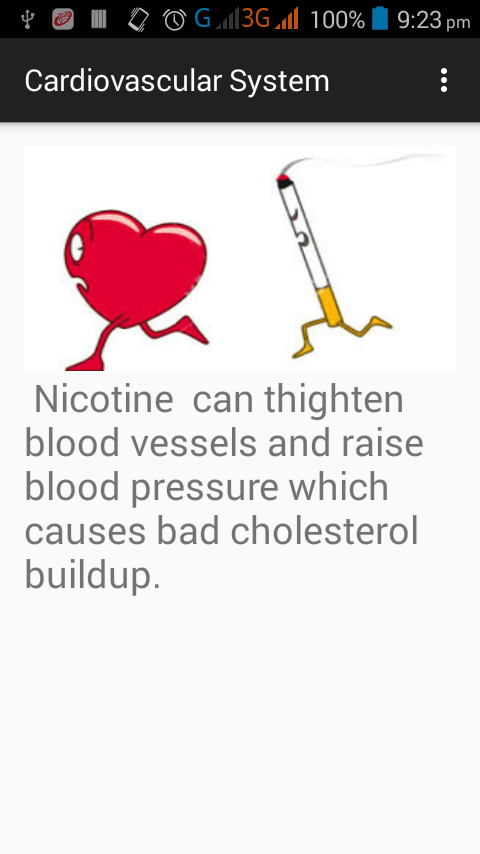 G 3G 100% 9:23 pm
Cardiovascular System
Nicotine can thighten
blood vessels and raise
blood pressure which
causes bad cholesterol
buildup.